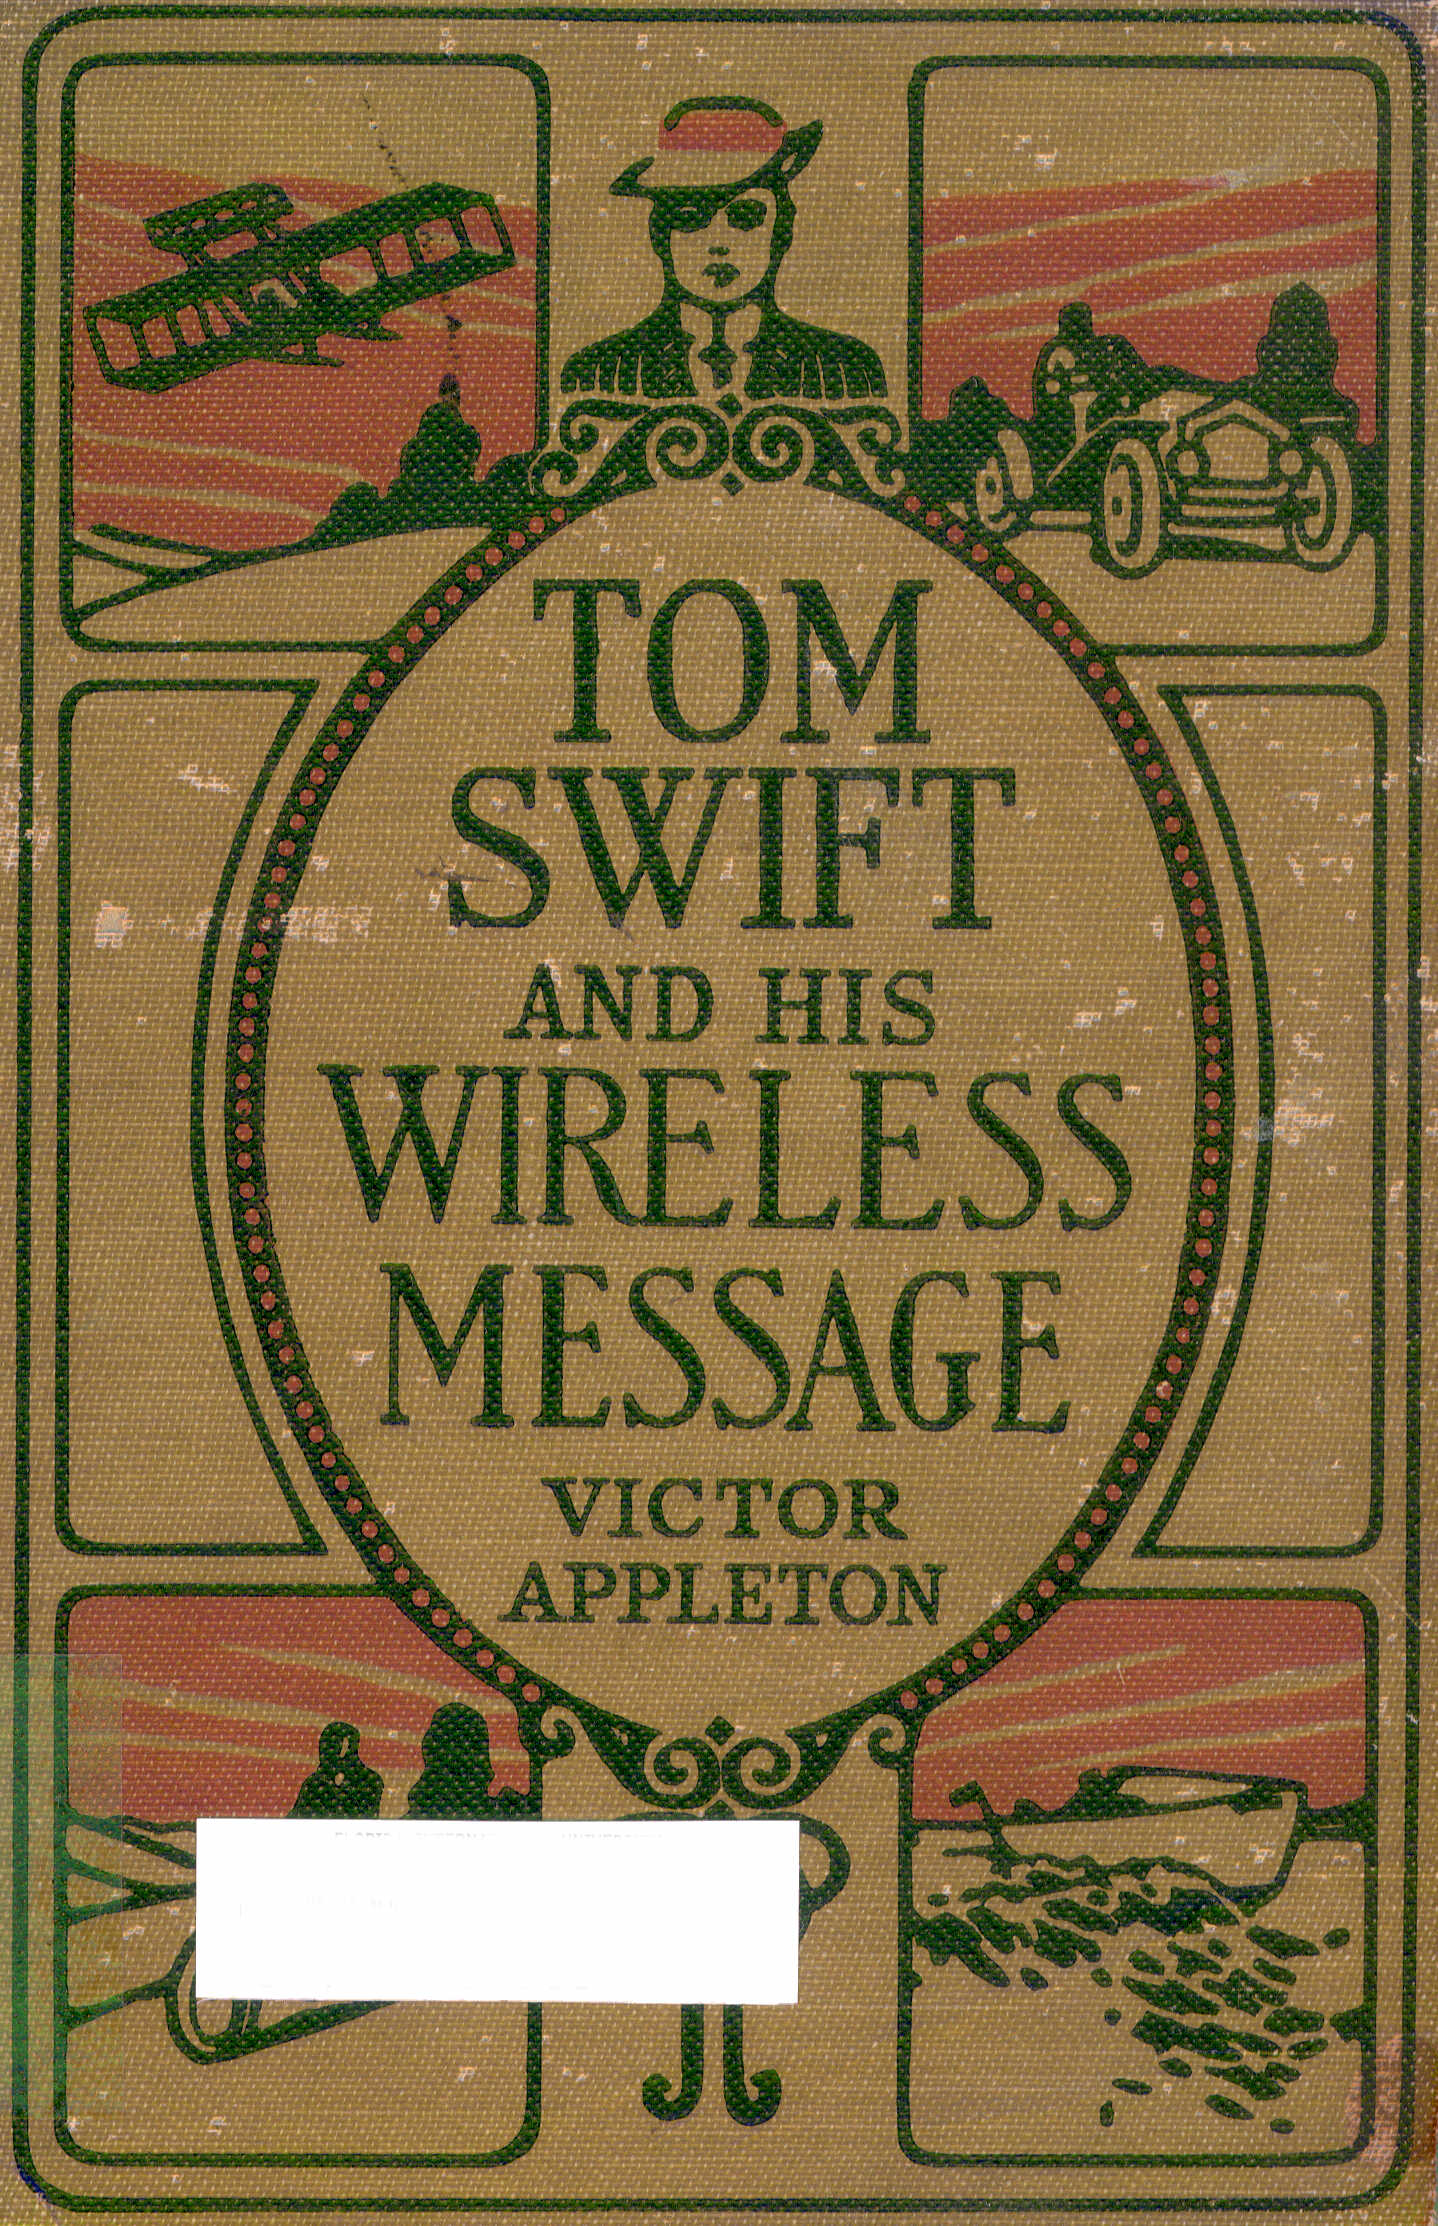 TOM
SWIFT
AND HIS
WIRELESS
MESSAGE
VICTOR
APPLETON